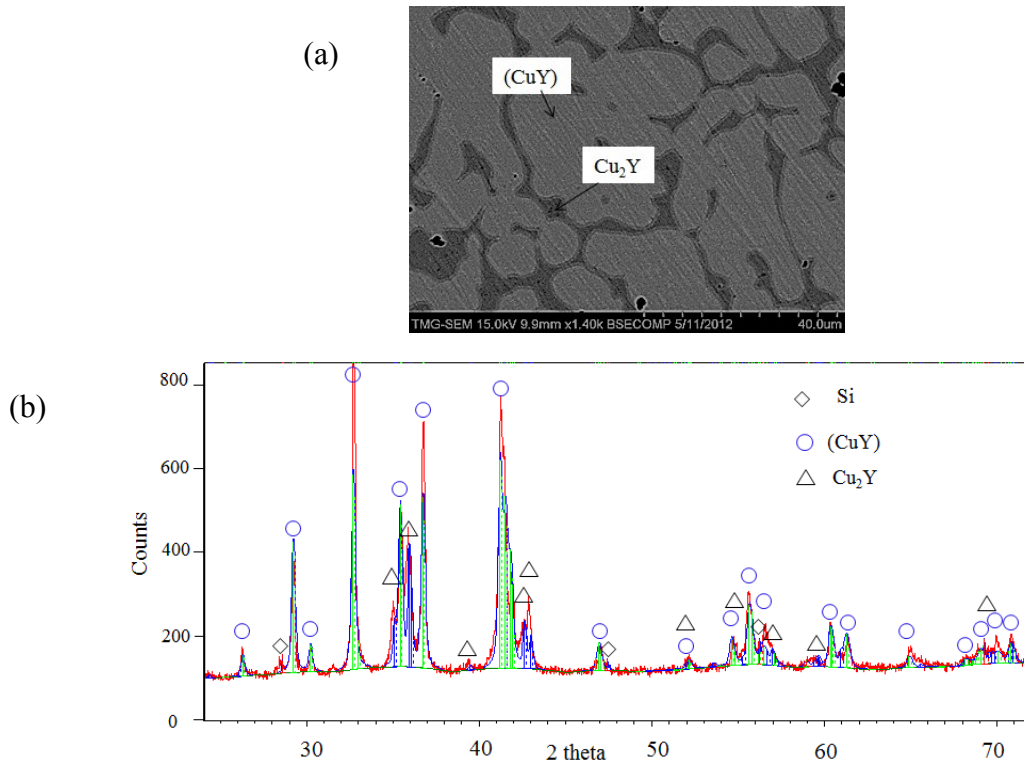 (a)
(CuY)
Cu₂Y
TMG-SEM 15.0kV 9.9mm x1.40k BSECOMP 5/11/2012 40.0um
(b)
800
600
400
200
0
Counts
Si
(CuY)
Cu₂Y
30
40
50
60
70
2 theta